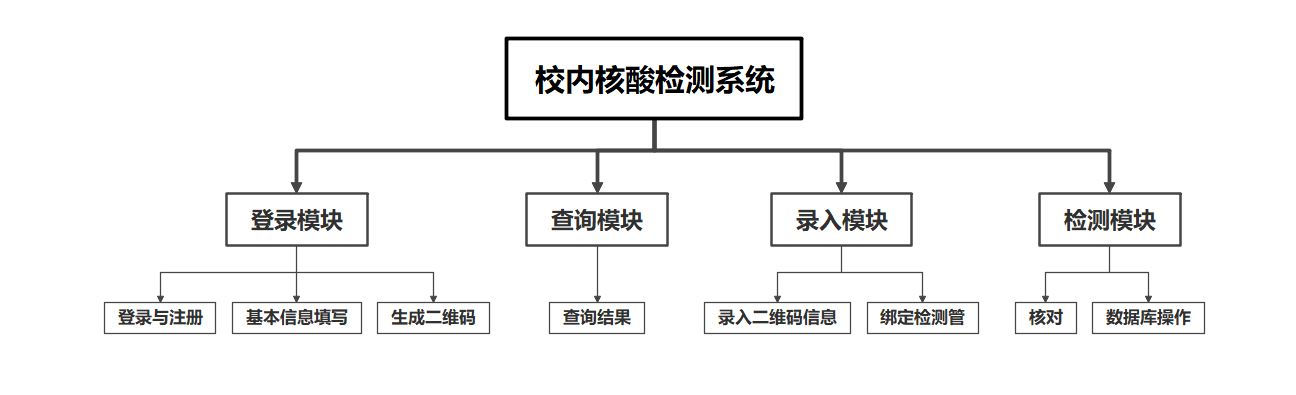 校内核酸检测系统
登录模块
查询模块
录入模块
检测模块
登录与注册
基本信息填写
生成二维码
查询结果
录入二维码信息
绑定检测管
核对
数据库操作